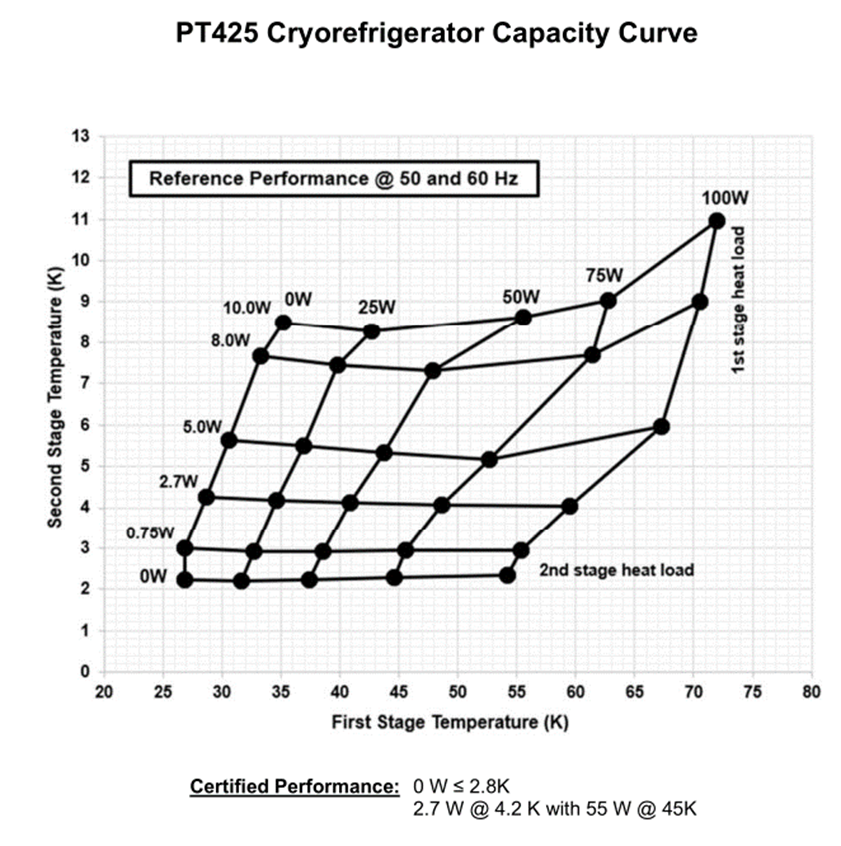 PT425 Cryorefrigerator Capacity Curve
13
12
11
10
9
8
7
6
5
4
3
2
1
0
Second Stage Temperature (K)
Reference Performance @ 50 and 60 Hz
100W
75W
50W
25W
0W
10.0W
8.0W
5.0W
2.7W
0.75W
0W
1st stage heat load
2nd stage heat load
20 25 30 35 40 45 50 55 60 65 70 75 80
First Stage Temperature (K)
Certified Performance: 0 W ≤ 2.8K
2.7 W @ 4.2 K with 55 W @ 45K